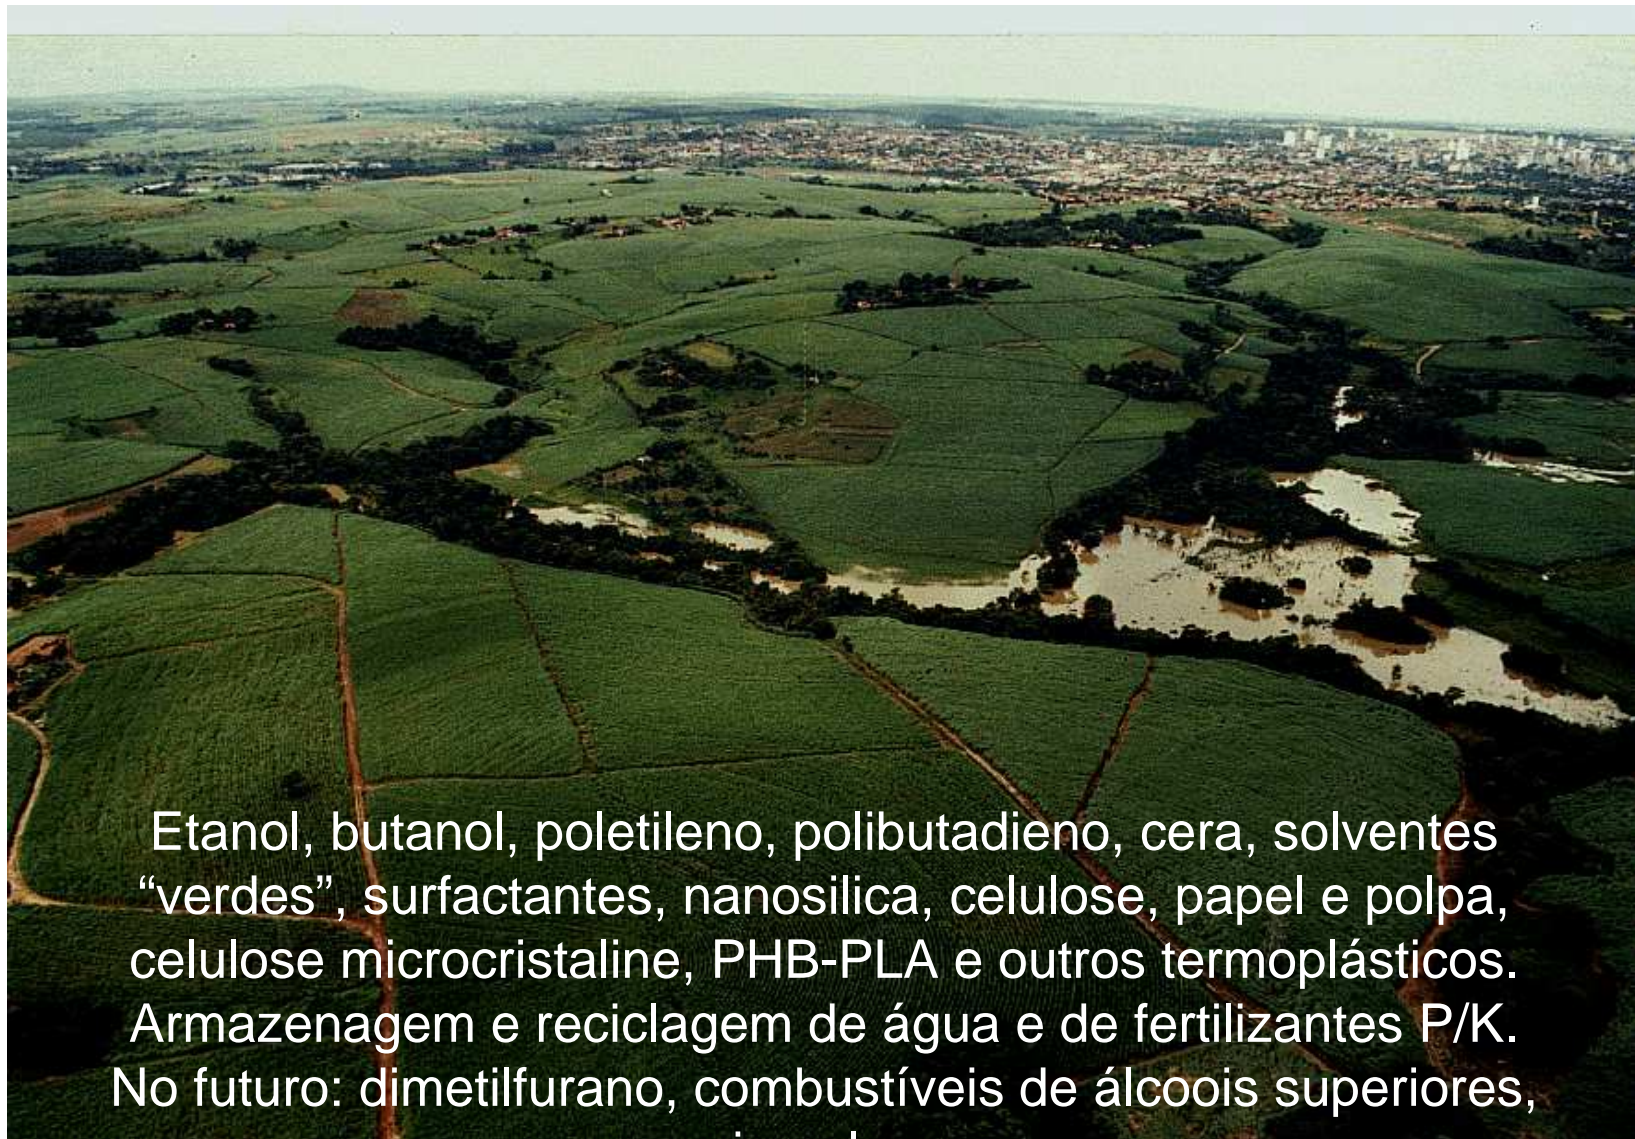 Etanol, butanol, poletileno, polibutadieno, cera, solventes
“verdes”, surfactantes, nanosilica, celulose, papel e polpa,
celulose microcristaline, PHB-PLA e outros termoplásticos.
Armazenagem e reciclagem de água e de fertilizantes P/K.
No futuro: dimetilfurano, combustíveis de álcoois superiores,